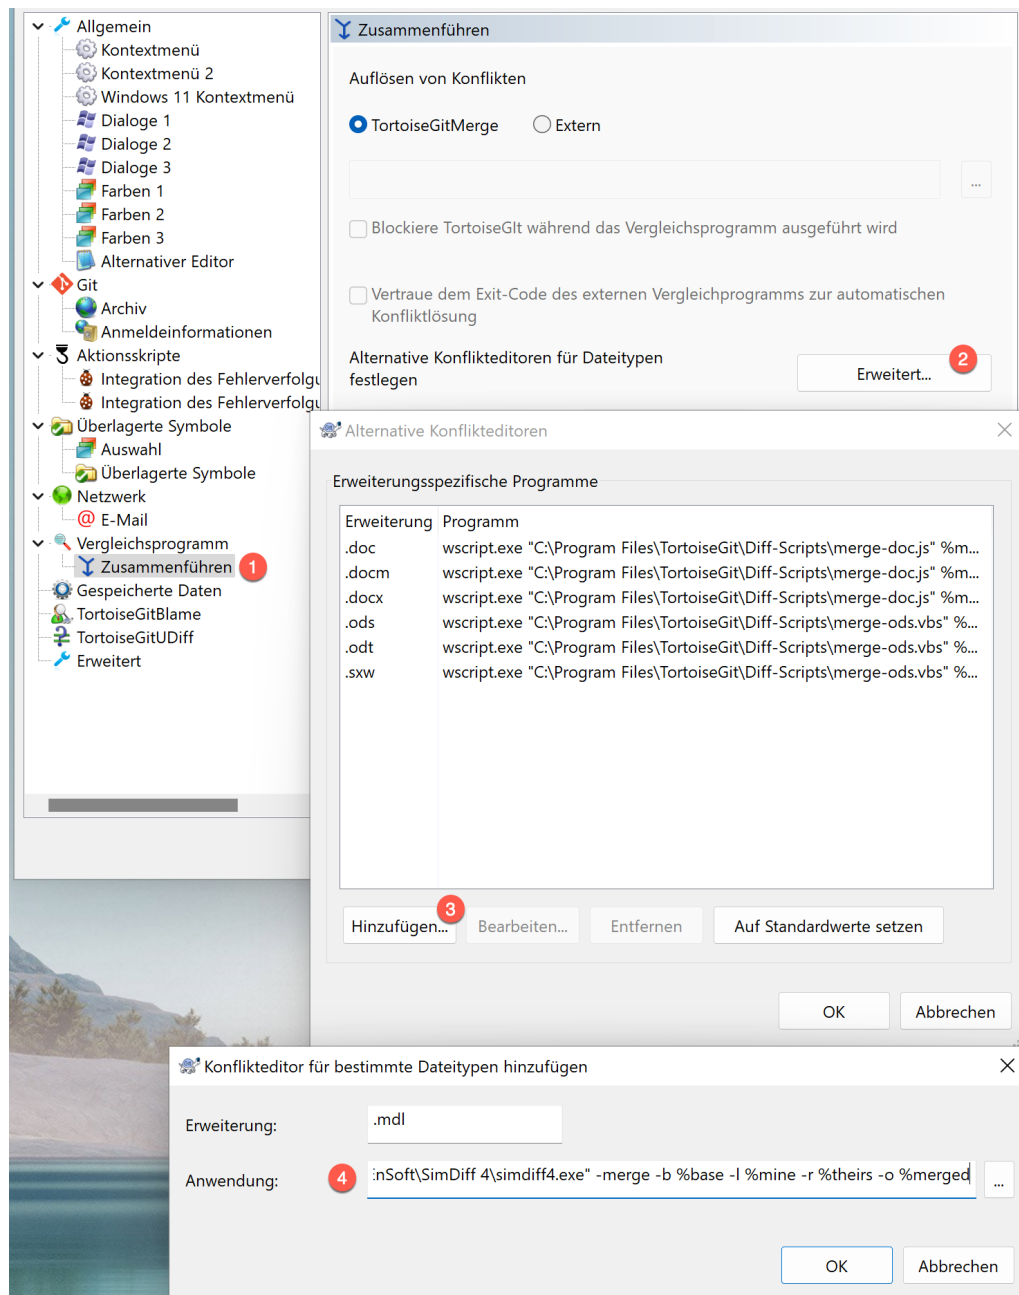 Allgemein
Kontextmenü
Kontextmenü 2
Windows 11 Kontextmenü
Dialoge 1
Dialoge 2
Dialoge 3
Farben 1
Farben 2
Farben 3
Alternativer Editor
Git
Archiv
Anmeldeinformationen
Aktionsskripte
Integration des Fehlerverfolgu
Integration des Fehlerverfolgu
Überlagerte Symbole
Auswahl
Überlagerte Symbole
Netzwerk
@ E-Mail
Vergleichsprogramm
Zusammenführen 1
Gespeicherte Daten
TortoiseGitBlame
TortoiseGitUDiff
Erweitert
Zusammenführen
Auflösen von Konflikten
TortoiseGitMerge Extern
...
Blockiere TortoiseGIt während das Vergleichsprogramm ausgeführt wird
Vertraue dem Exit-Code des externen Vergleichprogramms zur automatischen
Konfliktlösung
Alternative Konflikteditoren für Dateitypen
festlegen
2
Erweitert...
Alternative Konflikteditoren
Erweiterungsspezifische Programme
Erweiterung Programm
.doc wscript.exe "C:\Program Files\TortoiseGit\Diff-Scripts\merge-doc.js" %m...
.docm wscript.exe "C:\Program Files\TortoiseGit\Diff-Scripts\merge-doc.js" %m...
.docx wscript.exe "C:\Program Files\TortoiseGit\Diff-Scripts\merge-doc.js" %m...
.ods wscript.exe "C:\Program Files\TortoiseGit\Diff-Scripts\merge-ods.vbs" %...
.odt wscript.exe "C:\Program Files\TortoiseGit\Diff-Scripts\merge-ods.vbs" %...
.sxw wscript.exe "C:\Program Files\TortoiseGit\Diff-Scripts\merge-ods.vbs" %...
3
Hinzufügen... Bearbeiten... Entfernen Auf Standardwerte setzen
OK Abbrechen
Konflikteditor für bestimmte Dateitypen hinzufügen
Erweiterung: .mdl
Anwendung: 4 nSoft\SimDiff 4\simdiff4.exe" -merge -b %base -l %mine -r %theirs -o %merged ...
OK Abbrechen